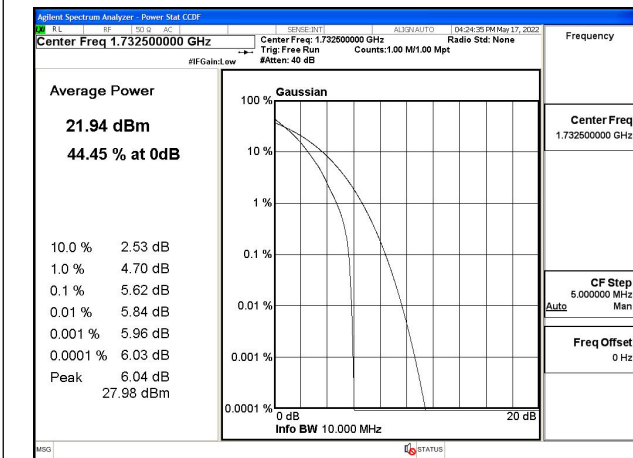 Agilent Spectrum Analyzer - Power Stat CCDF
RL RF 50 Ω AC SENSE:INT ALIGN AUTO 04:24:35 PM May 17, 2022
Center Freq 1.732500000 GHz
Center Freq: 1.732500000 GHz Radio Std: None
Trig: Free Run Counts:1.00 M/1.00 Mpt
#IFGain:Low #Atten: 40 dB
Frequency
Center Freq
1.732500000 GHz
CF Step
5.000000 MHz
Auto Man
Freq Offset
0 Hz
Average Power
21.94 dBm
44.45 % at 0dB
10.0 % 2.53 dB
1.0 % 4.70 dB
0.1 % 5.62 dB
0.01 % 5.84 dB
0.001 % 5.96 dB
0.0001 % 6.03 dB
Peak 6.04 dB
27.98 dBm
Gaussian
100 %
10 %
1 %
0.1 %
0.01 %
0.001 %
0.0001 %
0 dB 20 dB
Info BW 10.000 MHz
MSG STATUS